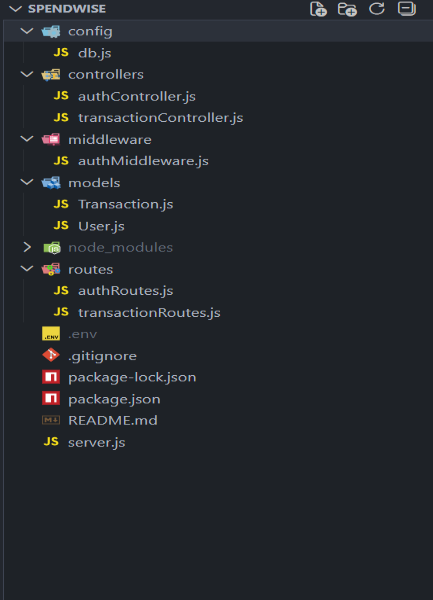 SPENDWISE
config
JS db.js
controllers
JS authController.js
JS transactionController.js
middleware
JS authMiddleware.js
models
JS Transaction.js
JS User.js
node_modules
routes
JS authRoutes.js
JS transactionRoutes.js
.ENV .env
.gitignore
package-lock.json
package.json
README.md
JS server.js